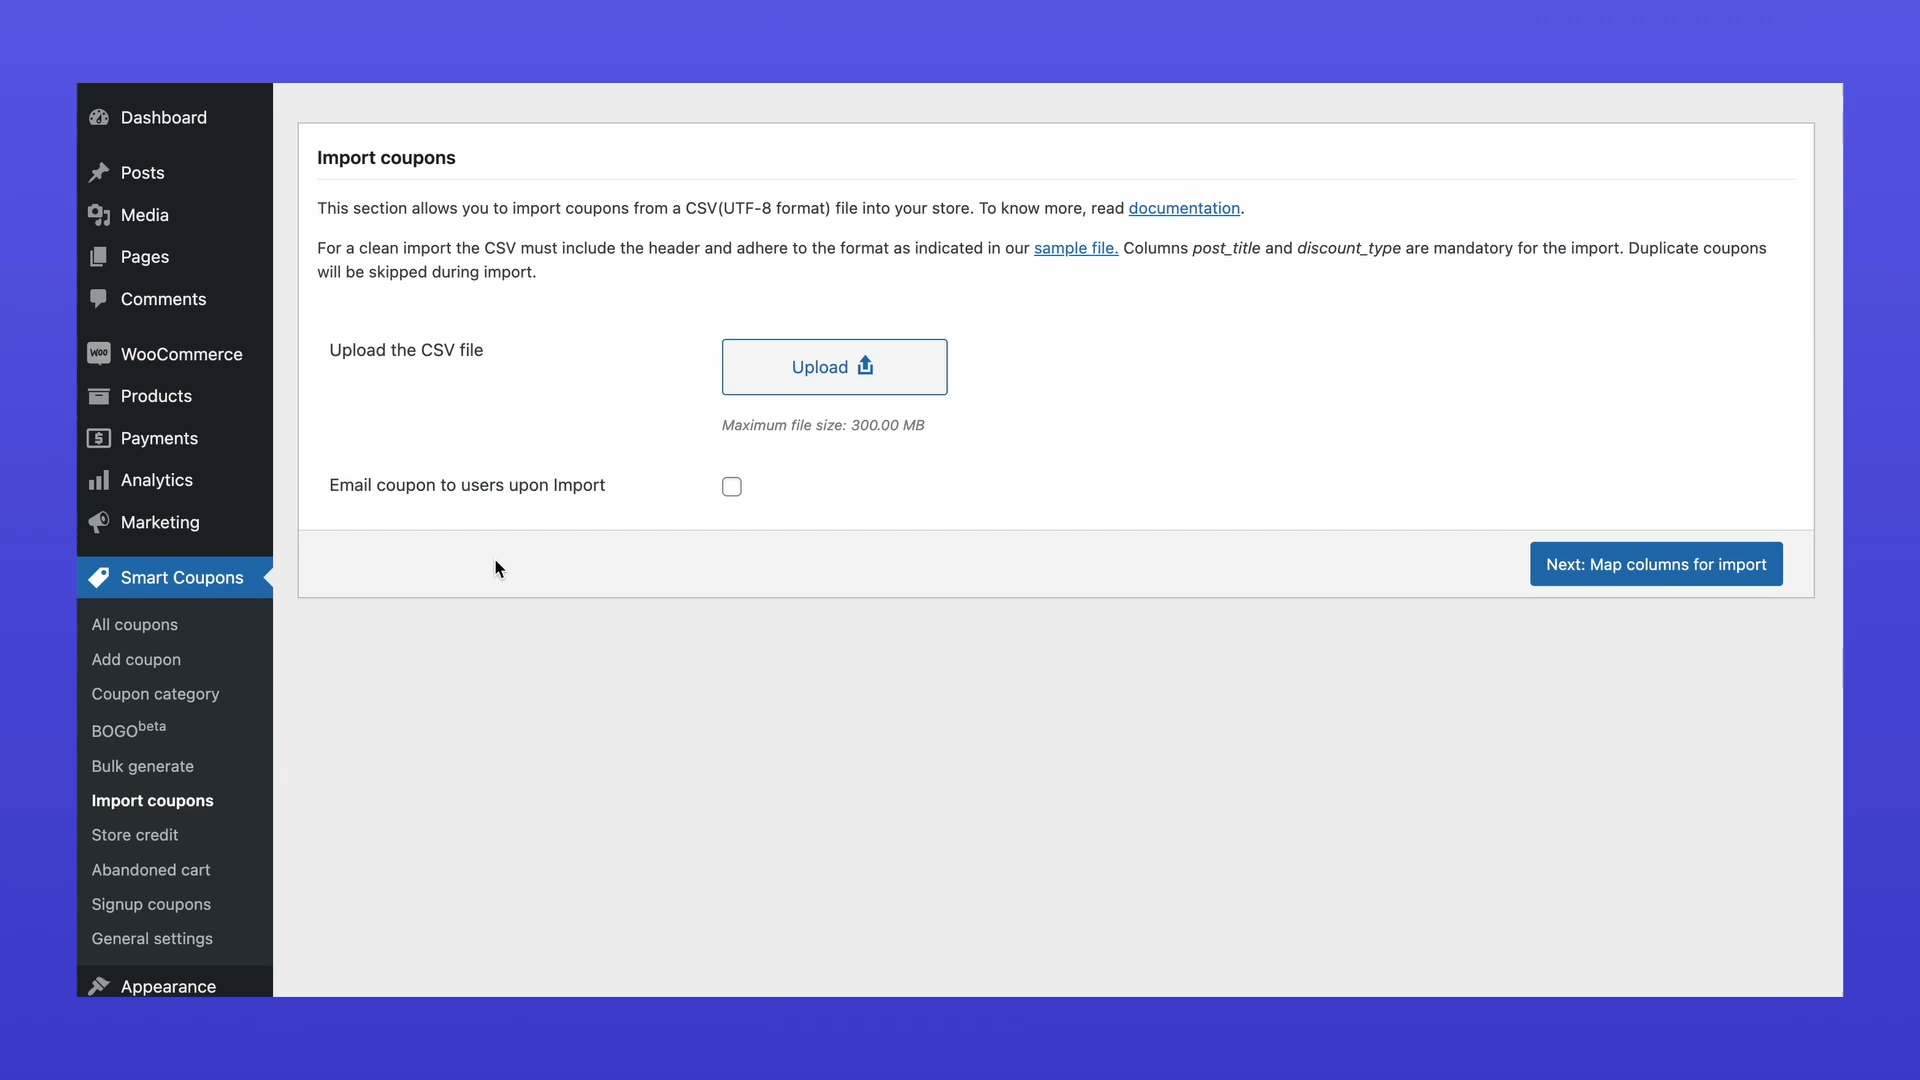 Dashboard
Posts
Media
Pages
Comments
WOO WooCommerce
Products
$ Payments
Analytics
Marketing
Smart Coupons
All coupons
Add coupon
Coupon category
BOGObeta
Bulk generate
Import coupons
Store credit
Abandoned cart
Signup coupons
General settings
Appearance
Import coupons
This section allows you to import coupons from a CSV(UTF-8 format) file into your store. To know more, read documentation.
For a clean import the CSV must include the header and adhere to the format as indicated in our sample file. Columns post_title and discount_type are mandatory for the import. Duplicate coupons
will be skipped during import.
Upload the CSV file
Upload
Maximum file size: 300.00 MB
Email coupon to users upon Import
Next: Map columns for import